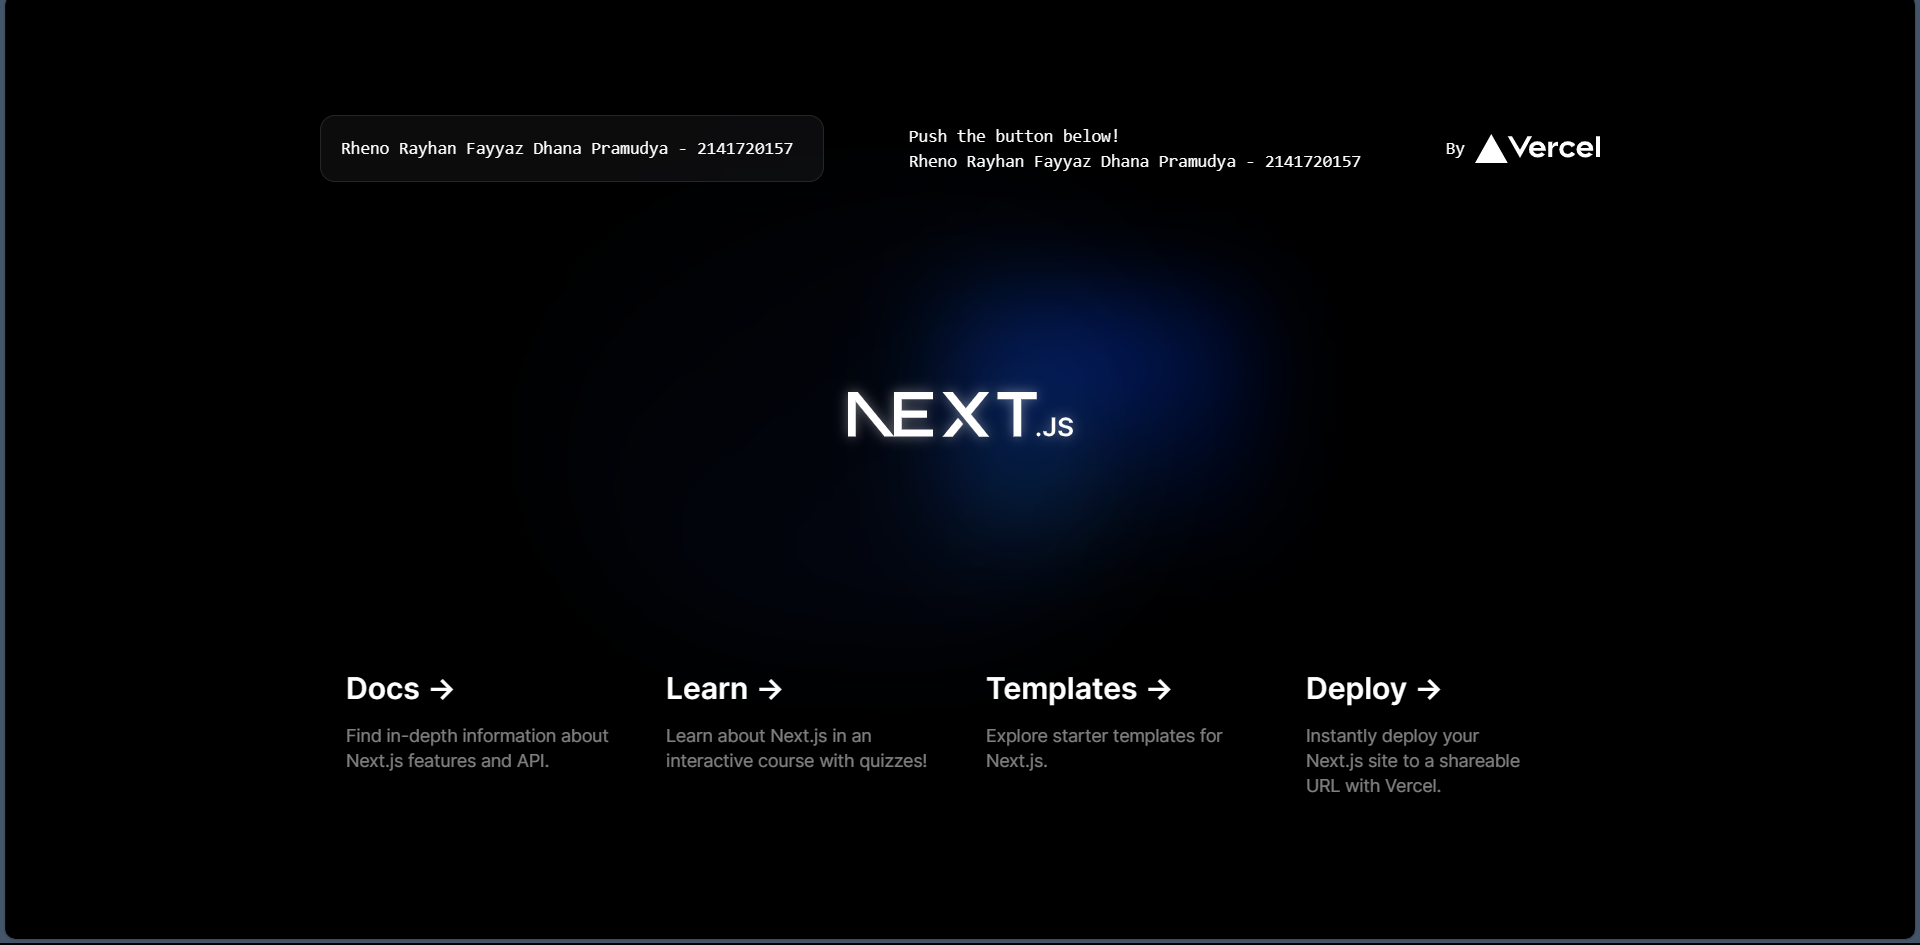 Rheno Rayhan Fayyaz Dhana Pramudya - 2141720157
Push the button below!
Rheno Rayhan Fayyaz Dhana Pramudya - 2141720157
By Vercel
NEXT.JS
Docs ->
Find in-depth information about
Next.js features and API.
Learn ->
Learn about Next.js in an
interactive course with quizzes!
Templates ->
Explore starter templates for
Next.js.
Deploy ->
Instantly deploy your
Next.js site to a shareable
URL with Vercel.